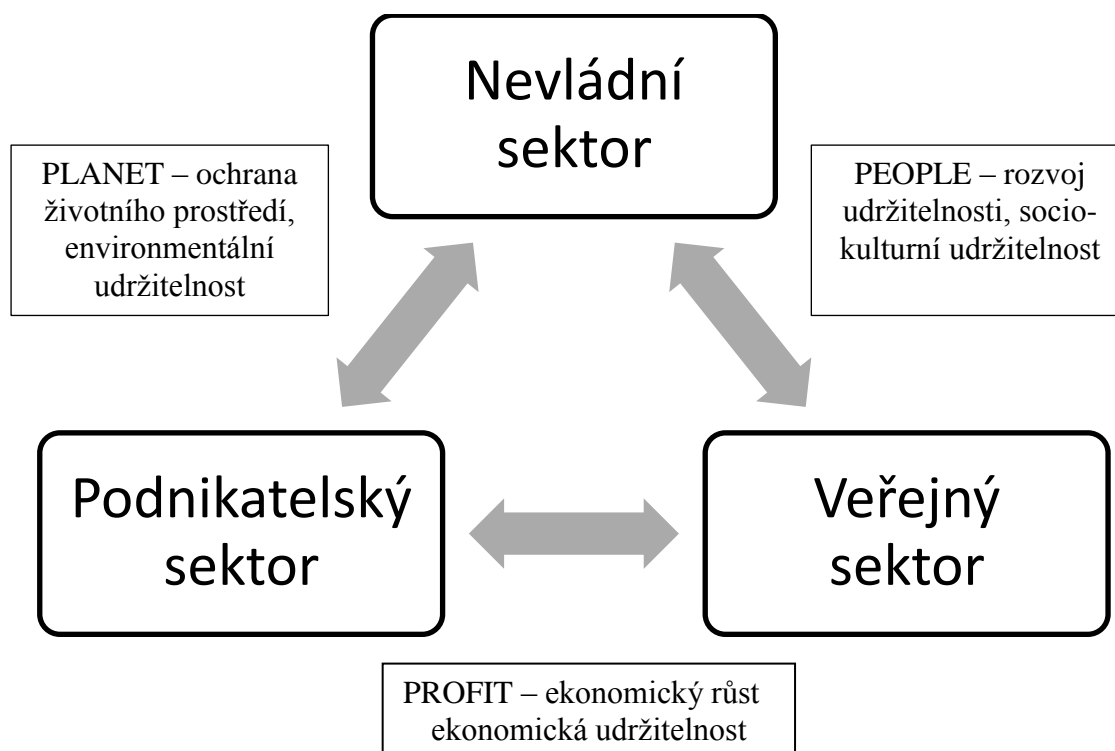 Nevládní
sektor
PLANET – ochrana
životního prostředí,
environmentální
udržitelnost
PEOPLE – rozvoj
udržitelnosti, socio-
kulturní udržitelnost
Podnikatelský
sektor
Veřejný
sektor
PROFIT – ekonomický růst
ekonomická udržitelnost